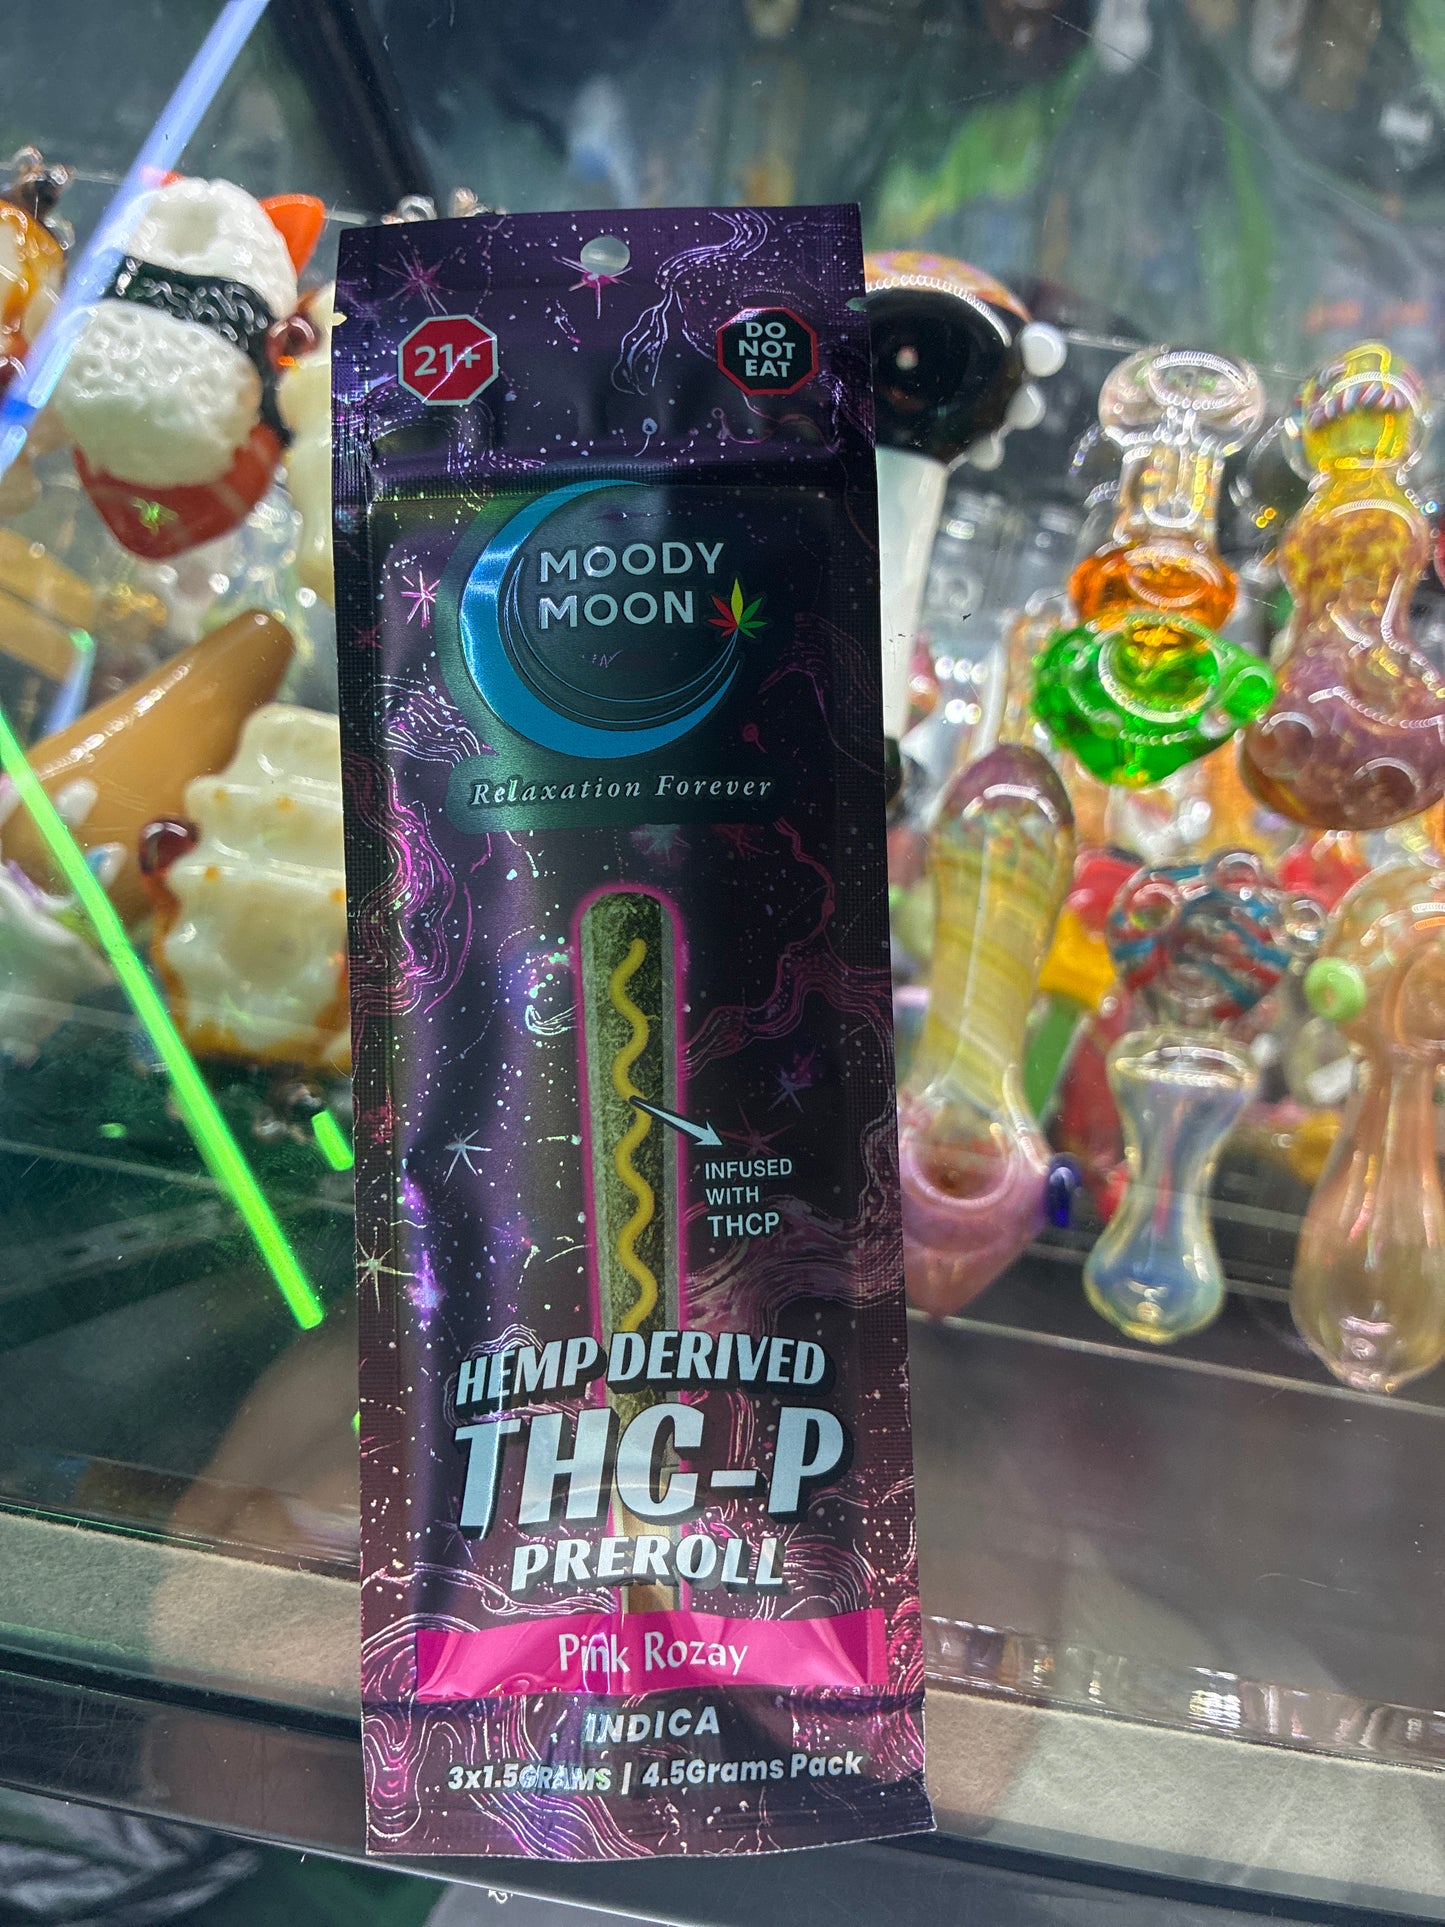 21+
DO
NOT
EAT
MOODY
MOON
Relaxation Forever
INFUSED
WITH
THCP
HEMP DERIVED
THC-P
PREROLL
Pink Rozay
INDICA
3x1.5GRAMS | 4.5Grams Pack